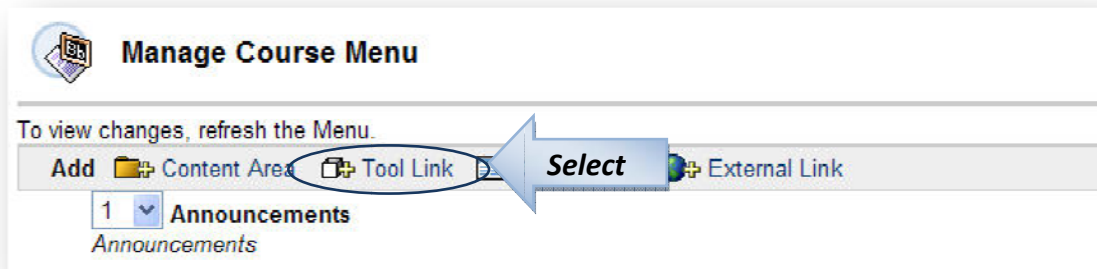 Manage Course Menu
To view changes, refresh the Menu.
Add Content Area Tool Link Select External Link
1 Announcements
Announcements